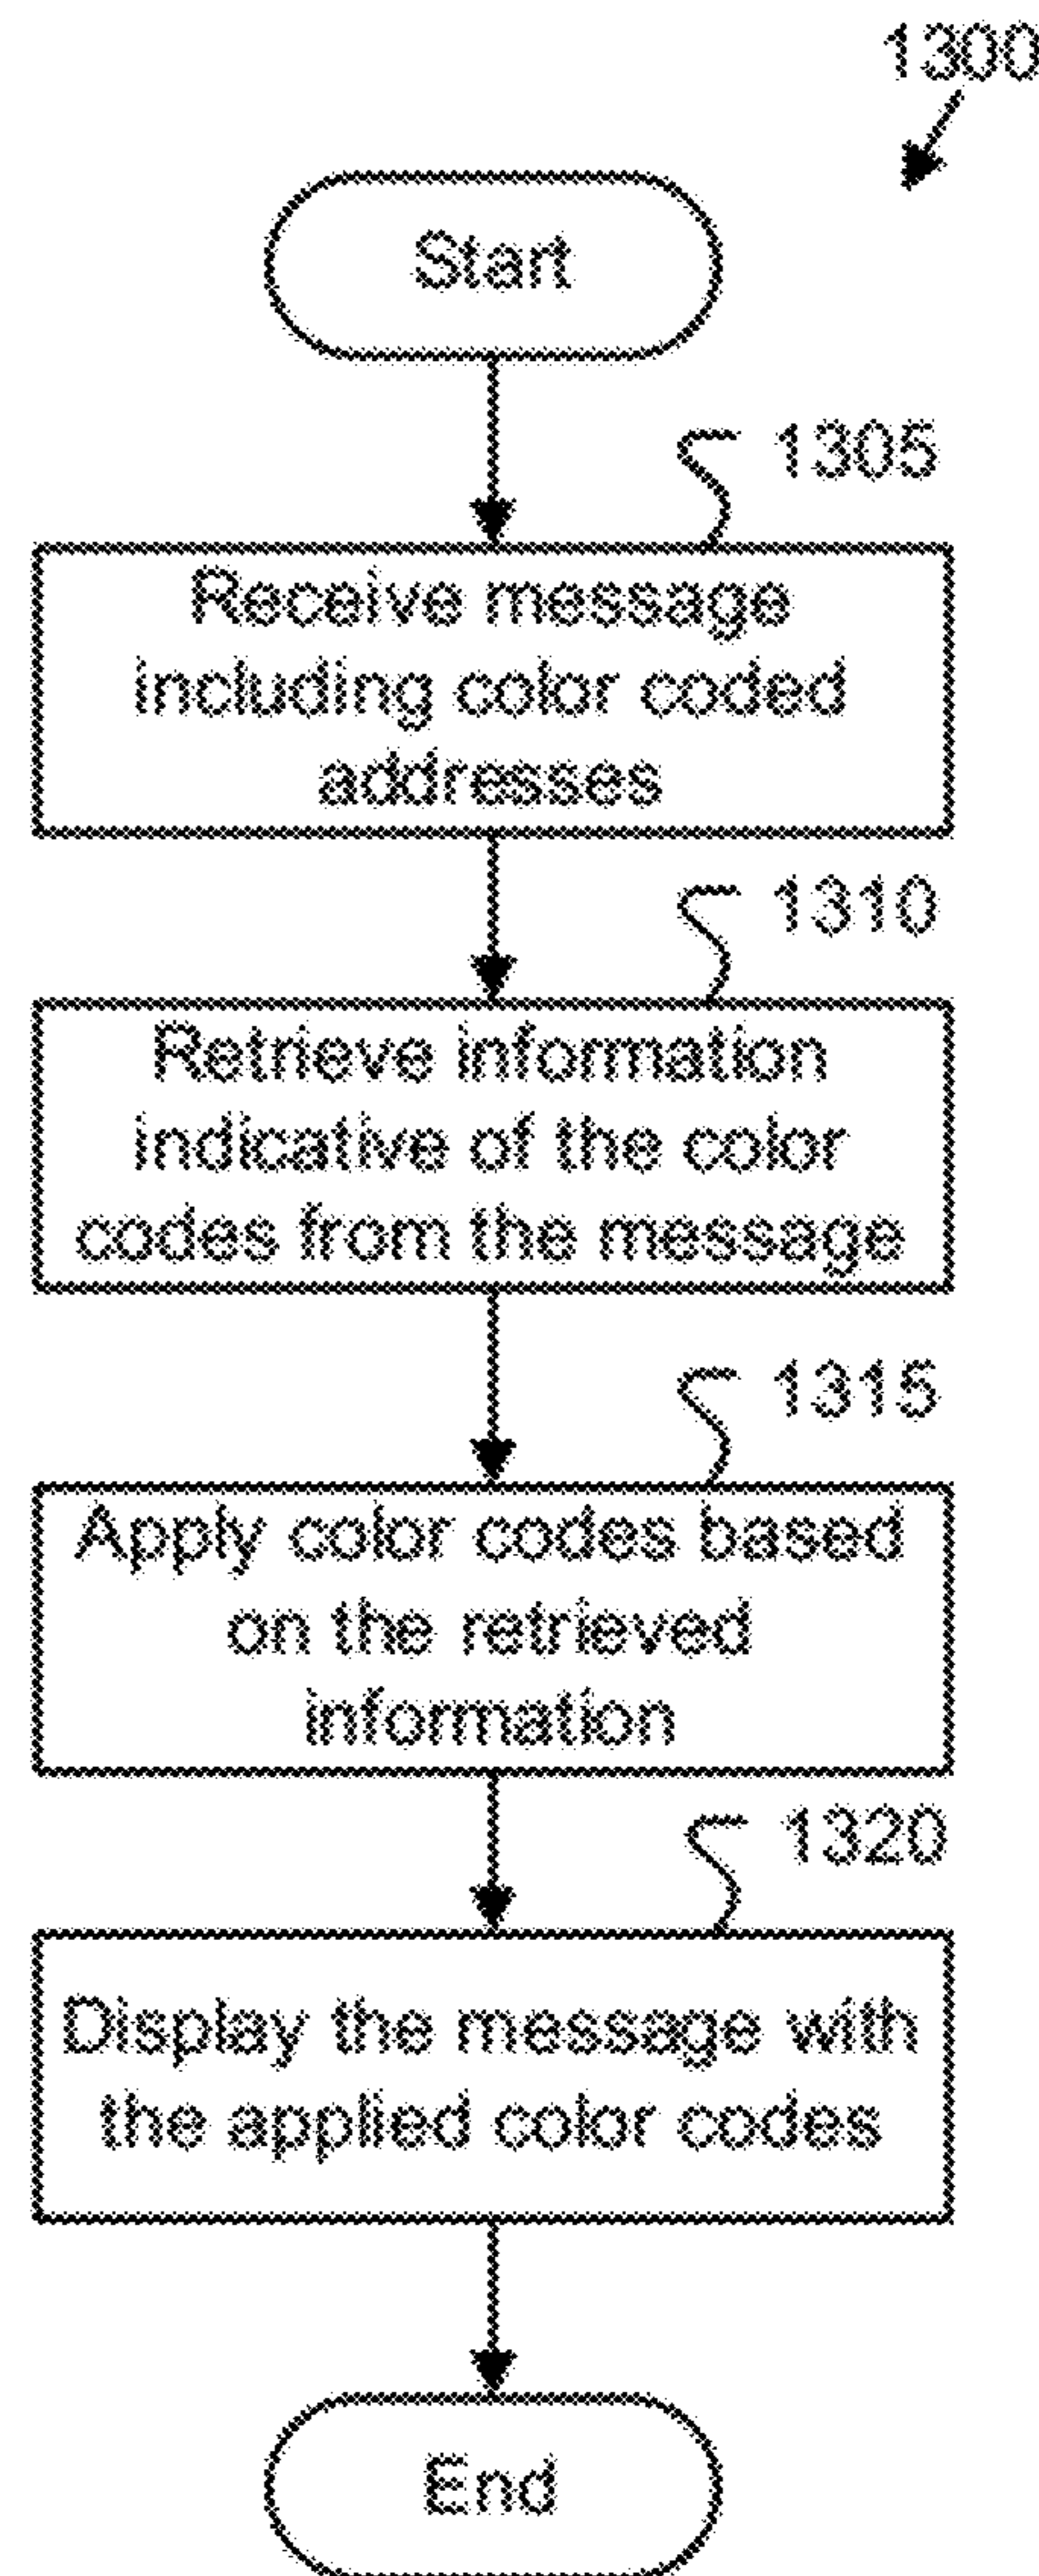 1300
Start
1305
Receive message
including color coded
addresses
1310
Retrieve information
indicative of the color
codes from the message
1315
Apply color codes based
on the retrieved
information
1320
Display the message with
the applied color codes
End